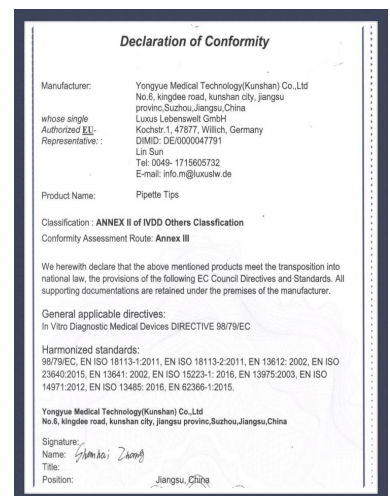 Declaration of Conformity
Manufacturer: Yongyue Medical Technology(Kunshan) Co.,Ltd
No.6, kingdee road, kunshan city, jiangsu
provinc,Suzhou,Jiangsu,China
whose single Luxus Lebenswelt GmbH
Authorized EU- Kochstr.1, 47877, Willich, Germany
Representative: : DIMID: DE/0000047791
Lin Sun
Tel: 0049- 1715605732
E-mail: info.m@luxuslw.de
Product Name: Pipette Tips
Classification : ANNEX II of IVDD Others Classfication
Conformity Assessment Route: Annex III
We herewith declare that the above mentioned products meet the transposition into
national law, the provisions of the following EC Council Directives and Standards. All
supporting documentations are retained under the premises of the manufacturer.
General applicable directives:
In Vitro Diagnostic Medical Devices DIRECTIVE 98/79/EC
Harmonized standards:
98/79/EC, EN ISO 18113-1:2011, EN ISO 18113-2:2011, EN 13612: 2002, EN ISO
23640:2015, EN 13641: 2002, EN ISO 15223-1: 2016, EN 13975:2003, EN ISO
14971:2012, EN ISO 13485: 2016, EN 62366-1:2015.
Yongyue Medical Technology(Kunshan) Co.,Ltd
No.6, kingdee road, kunshan city, jiangsu provinc,Suzhou,Jiangsu,China
Signature:
Name: Shenhai Zhong
Title:
Position: Jiangsu, China